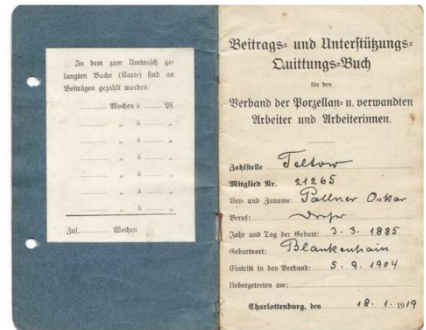 In dem zum Umtausch ge-
langten Buche (Karte) sind an
Beiträgen gezahlt worden:
Wochen à Pf.
„ à „
„ à „
„ à „
„ à „
„ à „
„ à „
Zus. Wochen
Beitrags- und Unterstützungs-
Quittungs-Buch
für den
Verband der Porzellan- u. verwandten
Arbeiter und Arbeiterinnen.
Zahlstelle Teltow
Mitglied Nr. 21265
Vor- und Zuname: Pallner Oskar
Beruf: Dreher
Jahr und Tag der Geburt: 3. 3. 1885
Geburtsort: Blankenhain
Eintritt in den Verband: 5. 9. 1904
Uebergetreten am:
Charlottenburg, den 18. 1. 1919